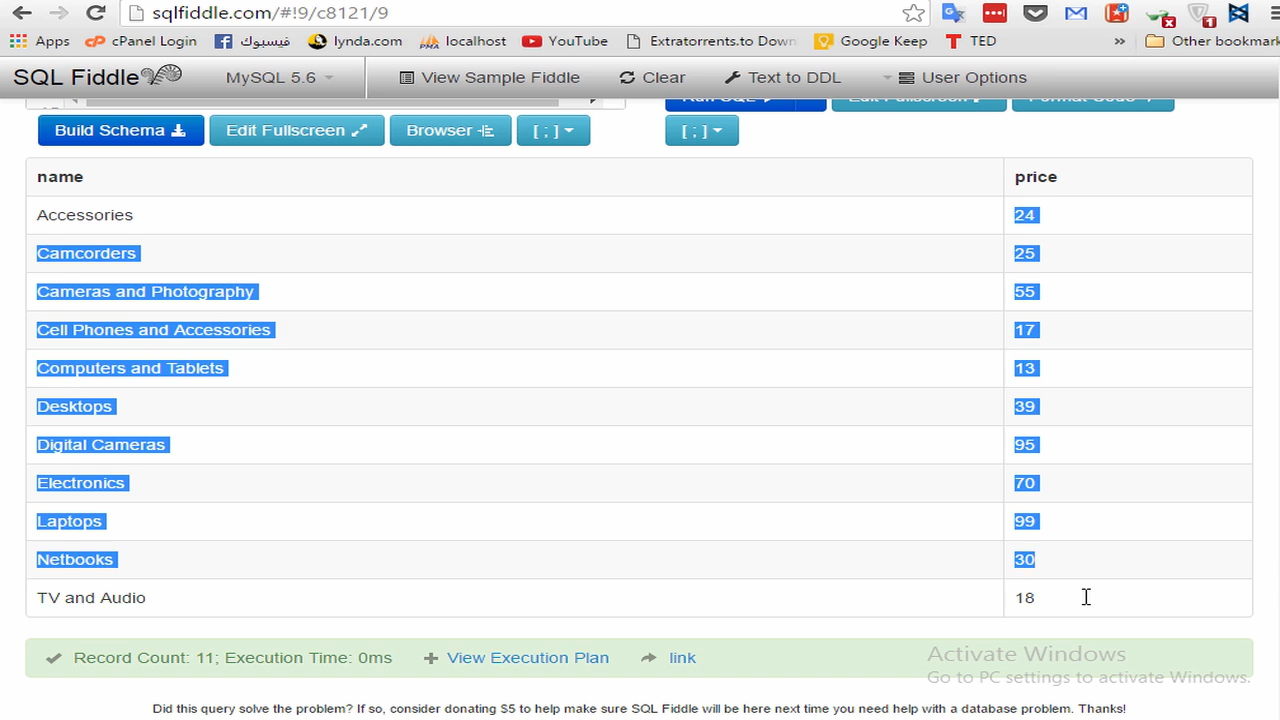 sqlfiddle.com/#!9/c8121/9
Apps cPanel Login فيسبوك lynda.com localhost YouTube Extratorrents.to Down Google Keep TED » Other bookmark
SQL Fiddle MySQL 5.6 View Sample Fiddle Clear Text to DDL User Options
Run SQL Edit Fullscreen Format Code
Build Schema Edit Fullscreen Browser [ ; ] [ ; ]
name price
Accessories 24
Camcorders 25
Cameras and Photography 55
Cell Phones and Accessories 17
Computers and Tablets 13
Desktops 39
Digital Cameras 95
Electronics 70
Laptops 99
Netbooks 30
TV and Audio 18
Record Count: 11; Execution Time: 0ms View Execution Plan link
Activate Windows
Go to PC settings to activate Windows.
Did this query solve the problem? If so, consider donating $5 to help make sure SQL Fiddle will be here next time you need help with a database problem. Thanks!